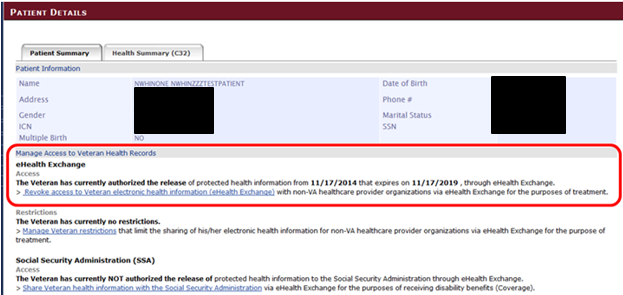 PATIENT DETAILS
Patient Summary Health Summary (C32)
Patient Information
Name NWHINONE NWHINZZZTESTPATIENT Date of Birth
Address Phone #
Gender Marital Status
ICN SSN
Multiple Birth NO
Manage Access to Veteran Health Records
eHealth Exchange
Access
The Veteran has currently authorized the release of protected health information from 11/17/2014 that expires on 11/17/2019 , through eHealth Exchange.
> Revoke access to Veteran electronic health information (eHealth Exchange) with non-VA healthcare provider organizations via eHealth Exchange for the purposes of treatment.
Restrictions
The Veteran has currently no restrictions.
> Manage Veteran restrictions that limit the sharing of his/her electronic health information for non-VA healthcare provider organizations via eHealth Exchange for the purpose of
treatment.
Social Security Administration (SSA)
Access
The Veteran has currently NOT authorized the release of protected health information to the Social Security Administration through eHealth Exchange.
> Share Veteran health information with the Social Security Administration via eHealth Exchange for the purposes of receiving disability benefits (Coverage).